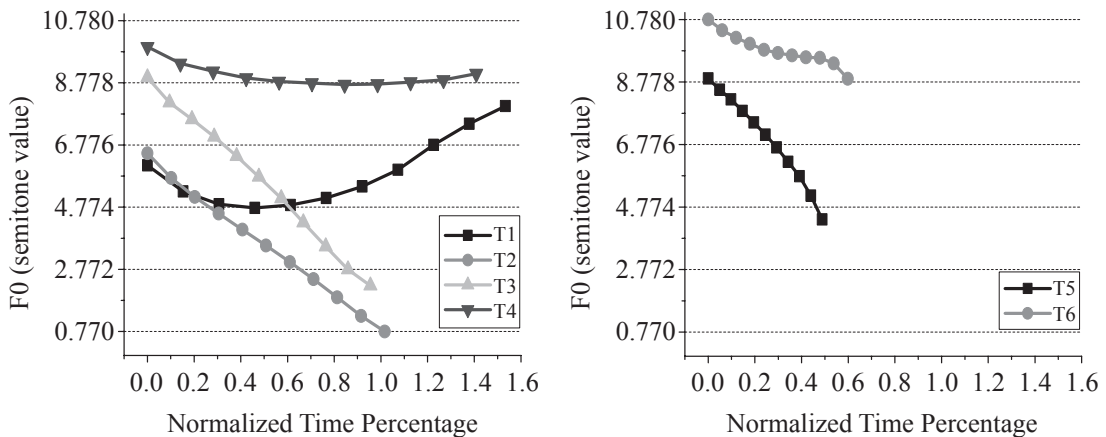 10.780
8.778
6.776
4.774
2.772
0.770
F0 (semitone value)
0.0 0.2 0.4 0.6 0.8 1.0 1.2 1.4 1.6
Normalized Time Percentage
T1
T2
T3
T4
10.780
8.778
6.776
4.774
2.772
0.770
F0 (semitone value)
0.0 0.2 0.4 0.6 0.8 1.0 1.2 1.4 1.6
Normalized Time Percentage
T5
T6